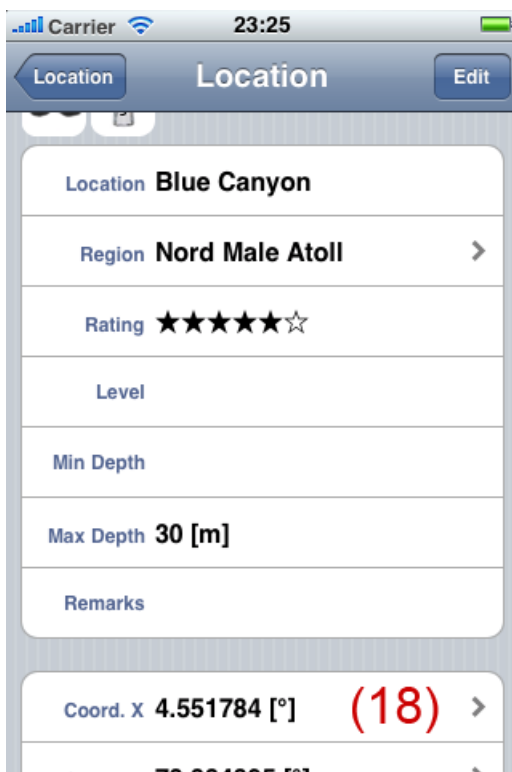 Carrier 23:25
Location Location Edit
Location Blue Canyon
Region Nord Male Atoll
Rating ★★★★★☆
Level
Min Depth
Max Depth 30 [m]
Remarks
Coord. X 4.551784 [°] (18)